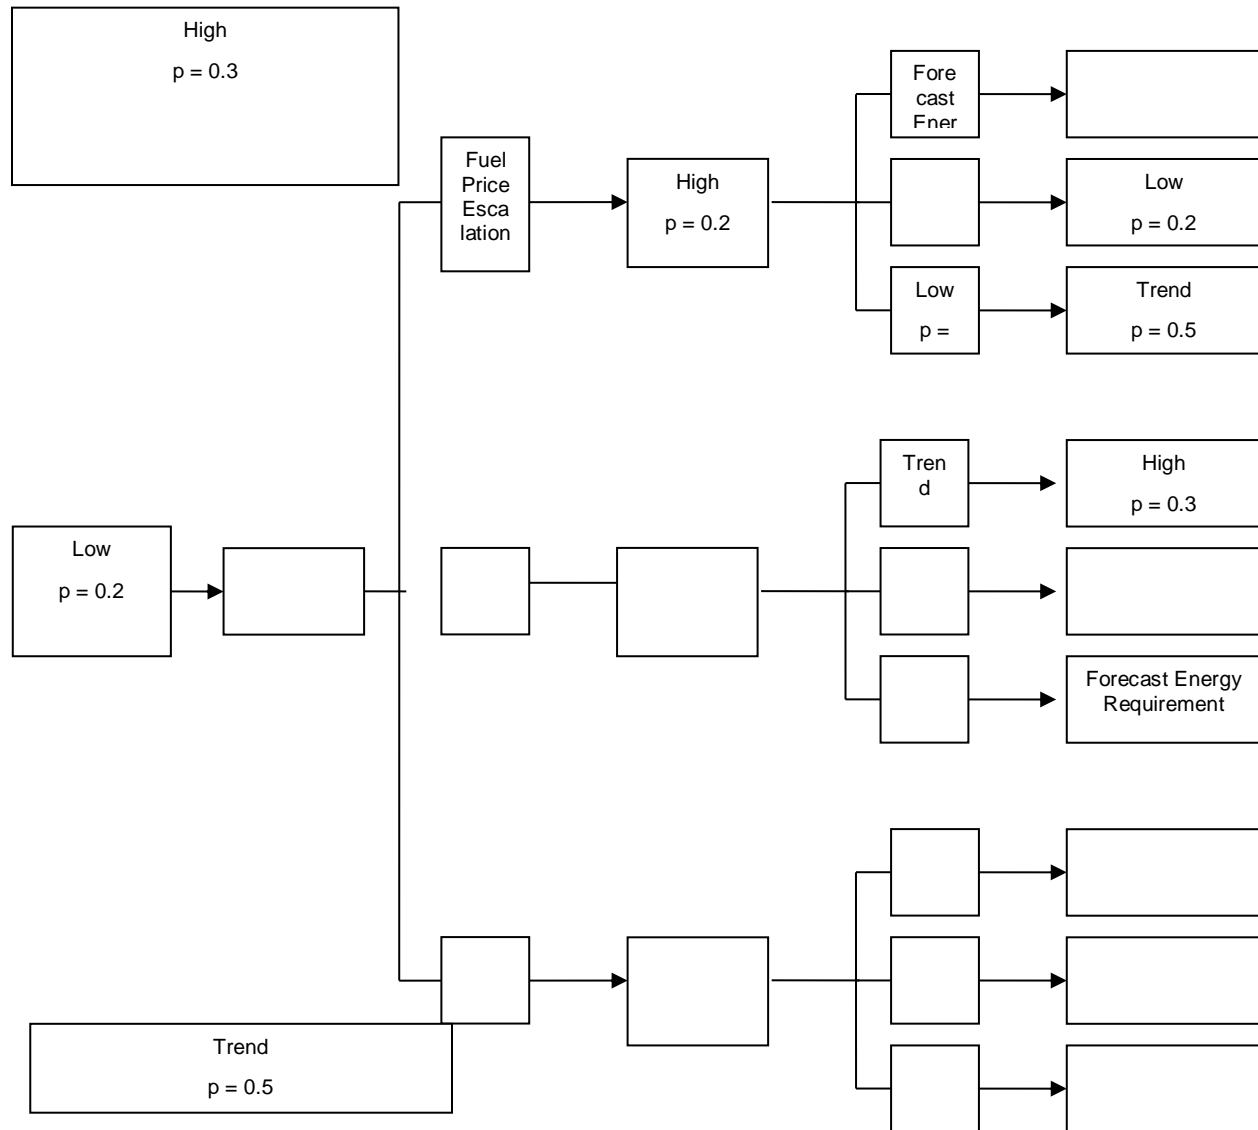 High
p = 0.3
Fuel
Price
Esca
lation
High
p = 0.2
Fore
cast
Ener
Low
p = 0.2
Low
p =
Trend
p = 0.5
Tren
d
High
p = 0.3
Low
p = 0.2
Forecast Energy
Requirement
Trend
p = 0.5